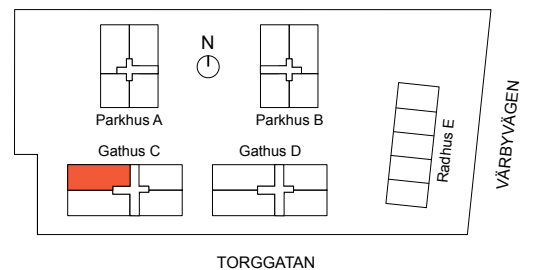 N
Parkhus A
Parkhus B
Gathus C
Gathus D
Radhus E
VÄRBYVÄGEN
TORGGATAN